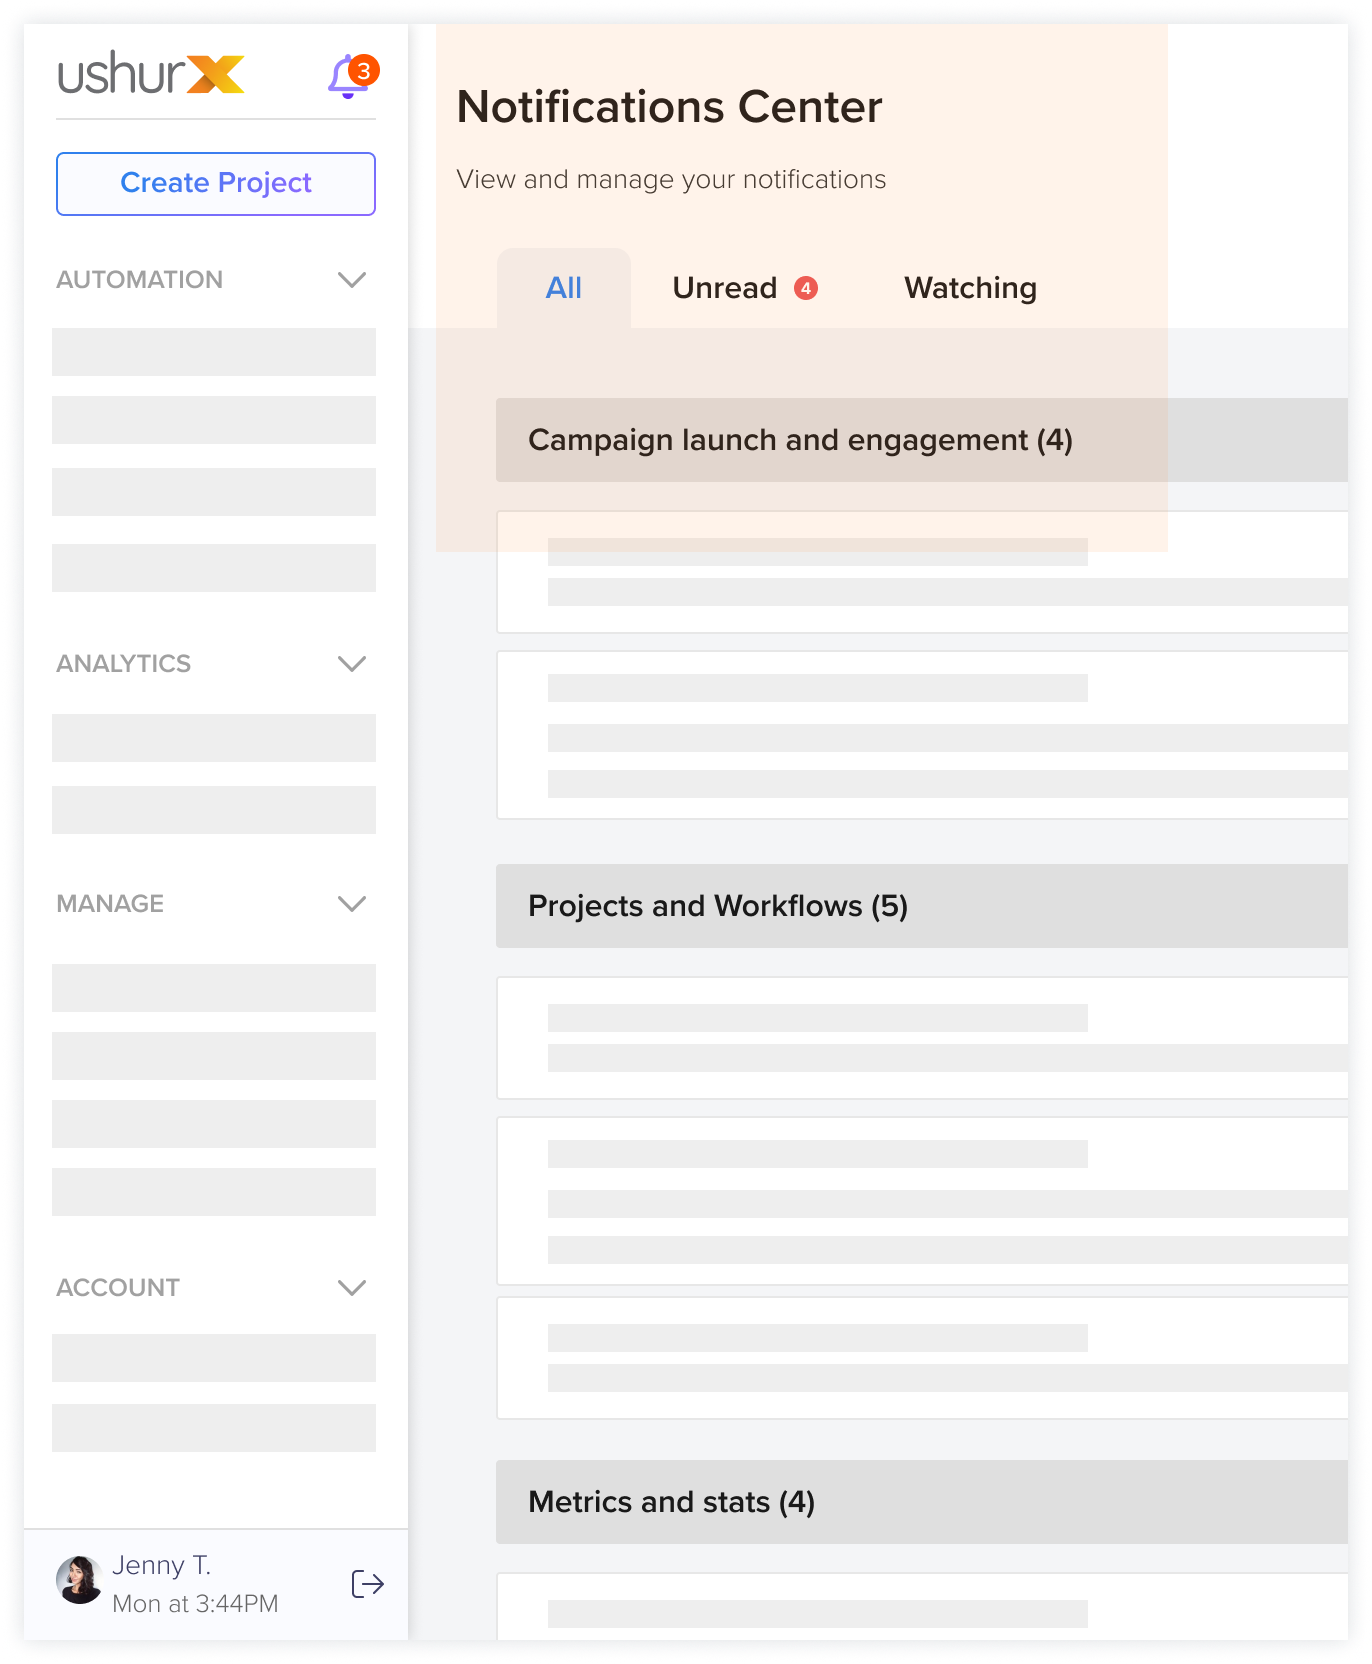 ushurX
3
Create Project
AUTOMATION
ANALYTICS
MANAGE
ACCOUNT
Jenny T.
Mon at 3:44PM
Notifications Center
View and manage your notifications
All
Unread 4
Watching
Campaign launch and engagement (4)
Projects and Workflows (5)
Metrics and stats (4)